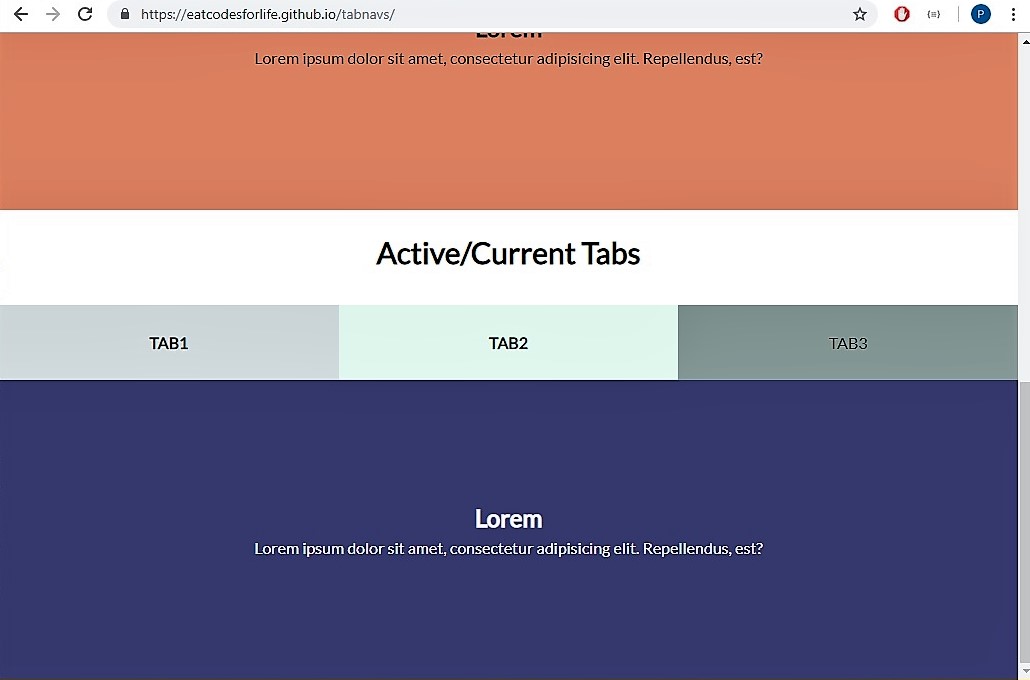 https://eatcodesforlife.github.io/tabnavs/
P
Lorem
Lorem ipsum dolor sit amet, consectetur adipisicing elit. Repellendus, est?
Active/Current Tabs
TAB1 TAB2 TAB3
Lorem
Lorem ipsum dolor sit amet, consectetur adipisicing elit. Repellendus, est?